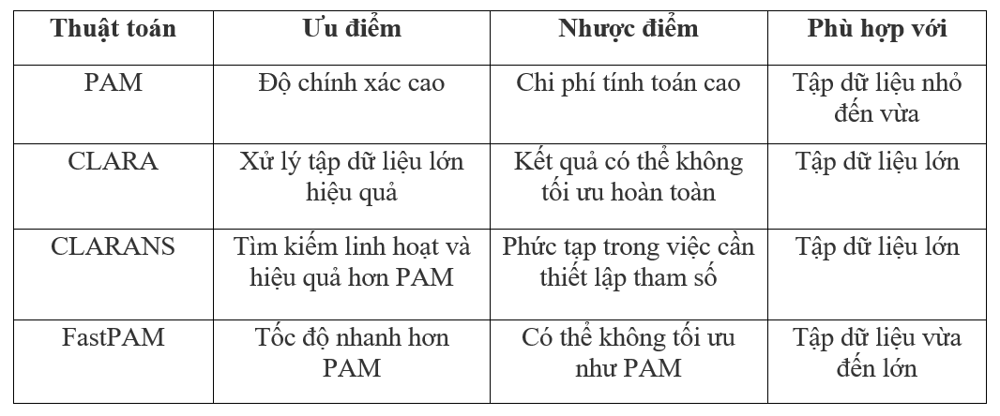 Thuật toán
Ưu điểm
Nhược điểm
Phù hợp với
PAM
Độ chính xác cao
Chi phí tính toán cao
Tập dữ liệu nhỏ
đến vừa
CLARA
Xử lý tập dữ liệu lớn
hiệu quả
Kết quả có thể không
tối ưu hoàn toàn
Tập dữ liệu lớn
CLARANS
Tìm kiếm linh hoạt và
hiệu quả hơn PAM
Phức tạp trong việc cần
thiết lập tham số
Tập dữ liệu lớn
FastPAM
Tốc độ nhanh hơn
PAM
Có thể không tối ưu
như PAM
Tập dữ liệu vừa
đến lớn